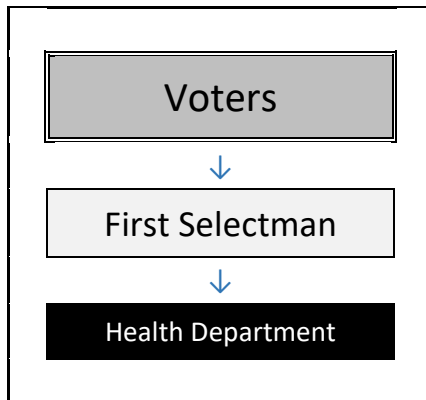 Voters
↓
First Selectman
↓
Health Department